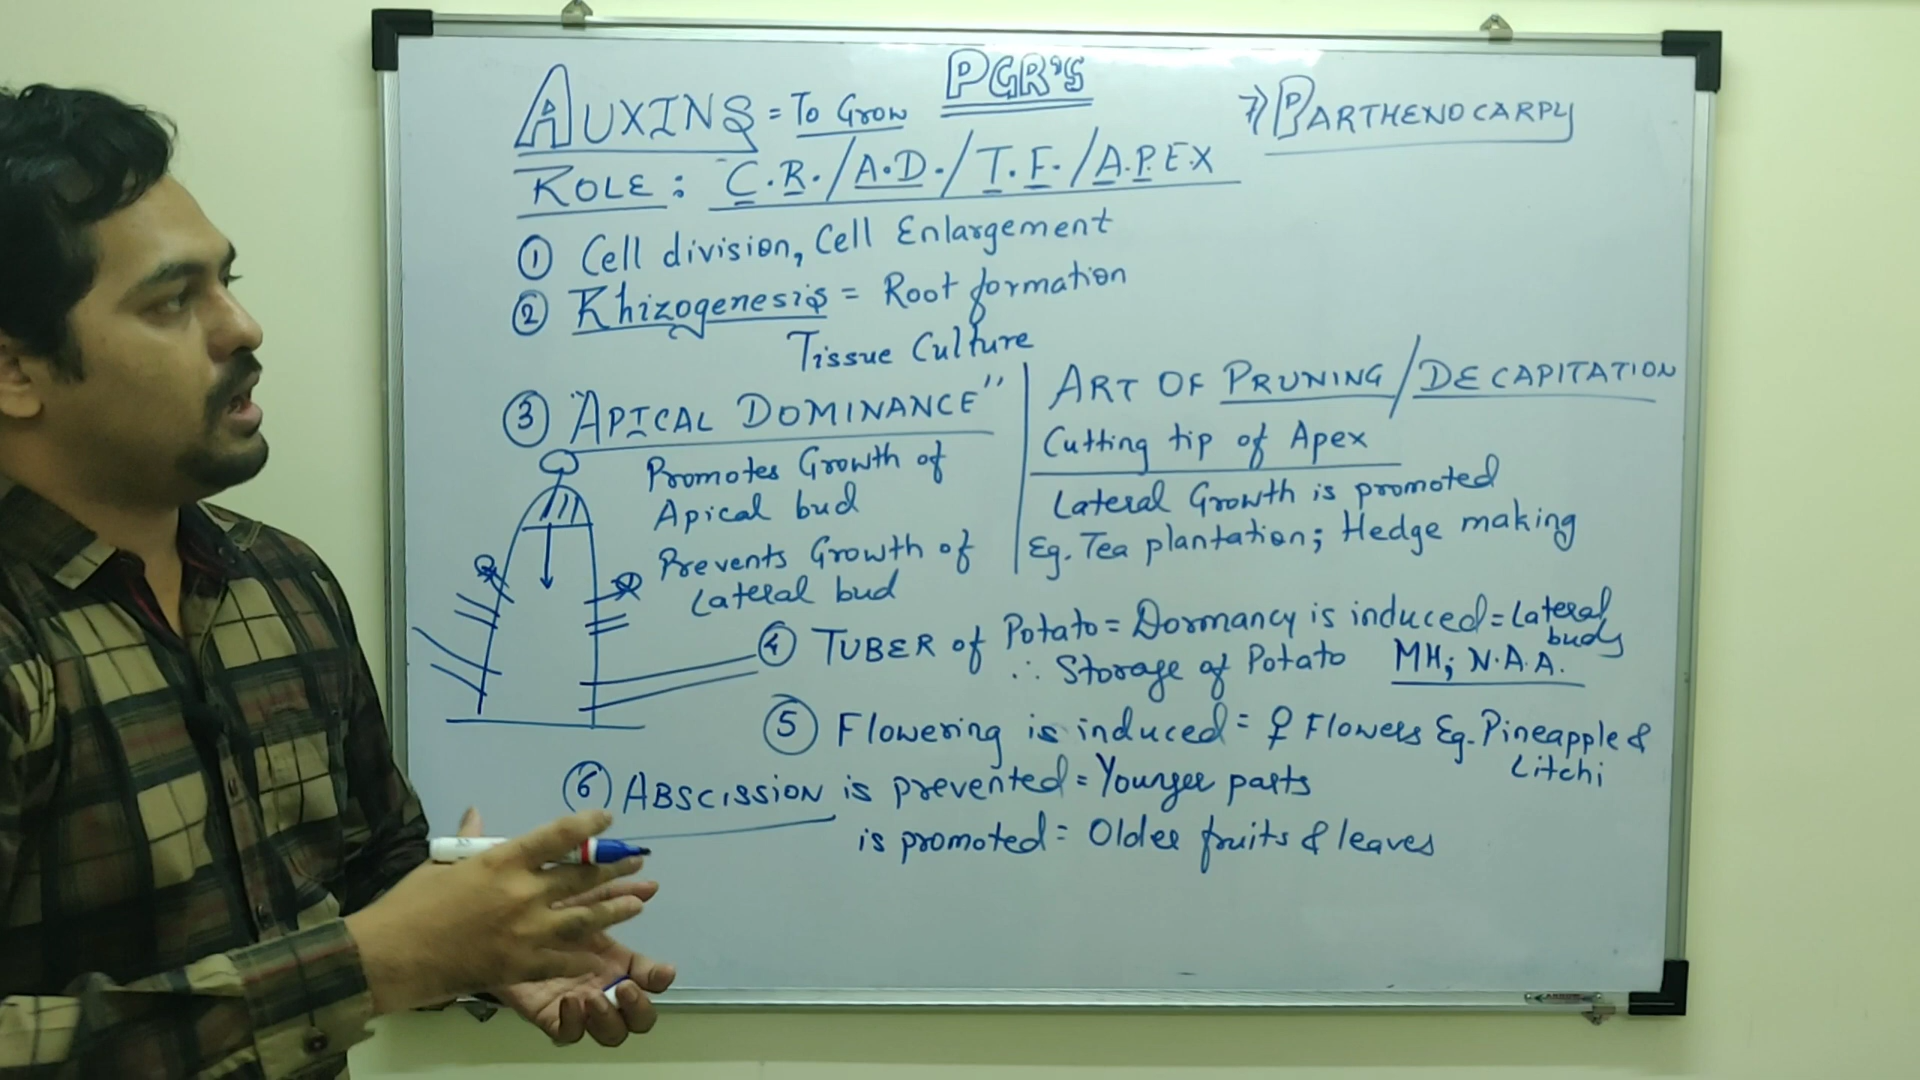 PGR'S
AUXINS = To Grow
ROLE: C.R./A.D./T.F./A.P.EX
① Cell division, Cell Enlargement
② Rhizogenesis = Root formation
Tissue Culture
③ "APICAL DOMINANCE"
Promotes Growth of
Apical bud
Prevents Growth of
Lateral bud
ART OF PRUNING/DECAPITATION
Cutting tip of Apex
Lateral Growth is promoted
Eg. Tea plantation; Hedge making
④ TUBER of Potato = Dormancy is induced = Lateral
buds
∴ Storage of Potato MH; N.A.A.
⑤ Flowering is induced = ♀ Flowers Eg. Pineapple &
Litchi
⑥ ABSCISSION is prevented = Younger parts
is promoted = Older fruits & leaves
7) PARTHENOCARPY